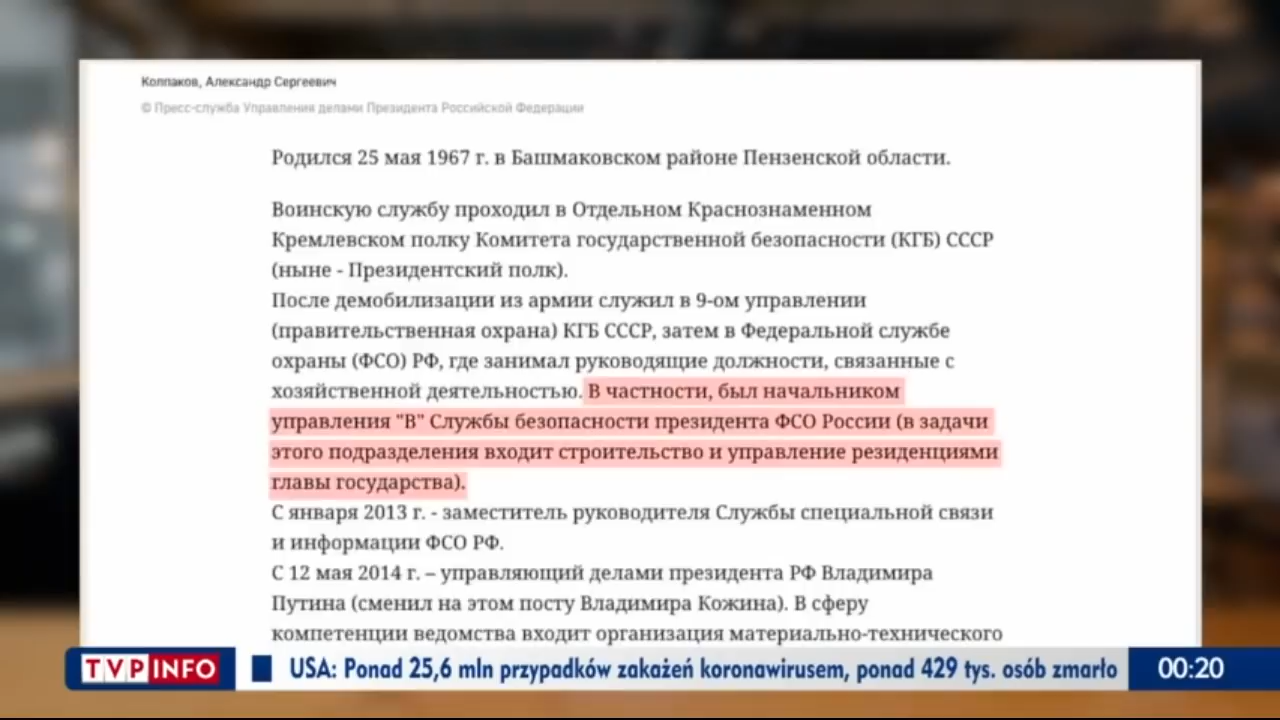 Колпаков, Александр Сергеевич
© Пресс-служба Управления делами Президента Российской Федерации
Родился 25 мая 1967 г. в Башмаковском районе Пензенской области.
Воинскую службу проходил в Отдельном Краснознаменном
Кремлевском полку Комитета государственной безопасности (КГБ) СССР
(ныне - Президентский полк).
После демобилизации из армии служил в 9-ом управлении
(правительственная охрана) КГБ СССР, затем в Федеральной службе
охраны (ФСО) РФ, где занимал руководящие должности, связанные с
хозяйственной деятельностью. В частности, был начальником
управления "В" Службы безопасности президента ФСО России (в задачи
этого подразделения входит строительство и управление резиденциями
главы государства).
С января 2013 г. - заместитель руководителя Службы специальной связи
и информации ФСО РФ.
С 12 мая 2014 г. – управляющий делами президента РФ Владимира
Путина (сменил на этом посту Владимира Кожина). В сферу
компетенции ведомства входит организация материально-технического
TVP INFO
USA: Ponad 25,6 mln przypadków zakażeń koronawirusem, ponad 429 tys. osób zmarło
00:20